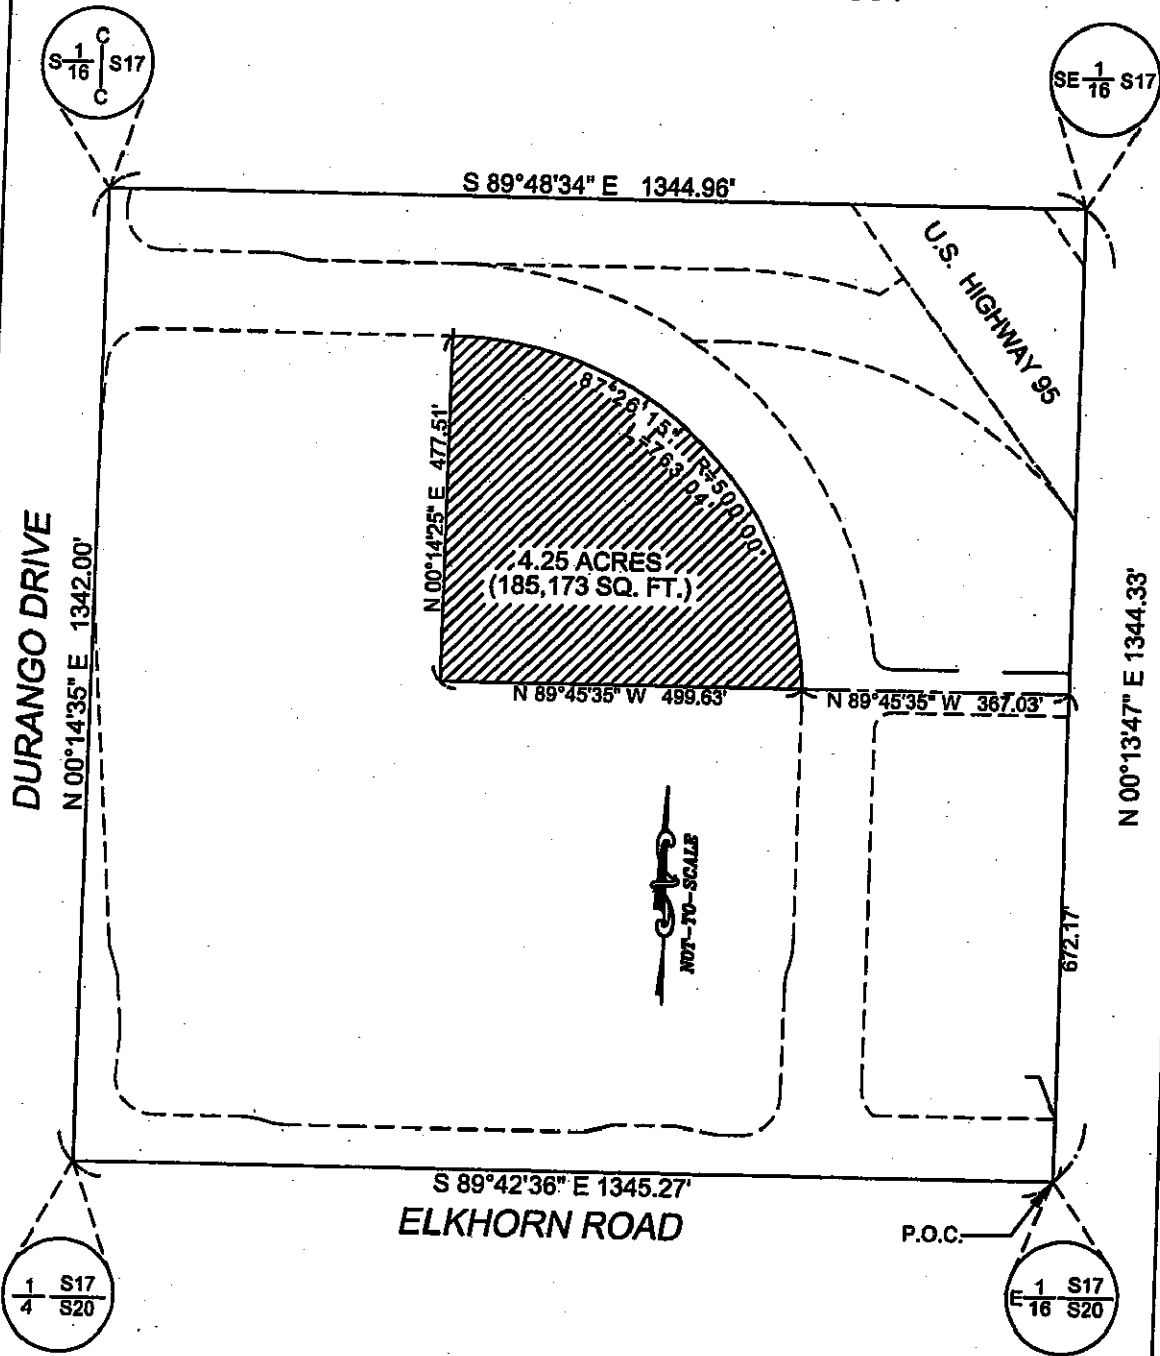 C
S 1/16 S17
C
SE 1/16 S17
S 89°48'34" E 1344.96'
U.S. HIGHWAY 95
87°26'15" R=500.00'
L=763.04'
N 00°14'25" E 477.51'
4.25 ACRES
(185,173 SQ. FT.)
DURANGO DRIVE
N 00°14'35" E 1342.00'
N 89°45'35" W 499.63'
N 89°45'35" W 367.03'
N 00°13'47" E 1344.33'
NOT-TO-SCALE
672.17'
S 89°42'36" E 1345.27'
ELKHORN ROAD
P.O.C.
1/4 S17/S20
E 1/16 S17/S20